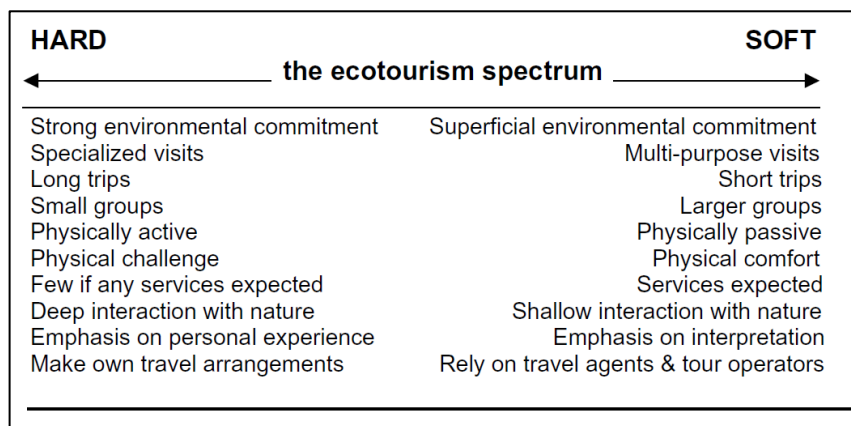 HARD SOFT
the ecotourism spectrum
Strong environmental commitment Superficial environmental commitment
Specialized visits Multi-purpose visits
Long trips Short trips
Small groups Larger groups
Physically active Physically passive
Physical challenge Physical comfort
Few if any services expected Services expected
Deep interaction with nature Shallow interaction with nature
Emphasis on personal experience Emphasis on interpretation
Make own travel arrangements Rely on travel agents & tour operators